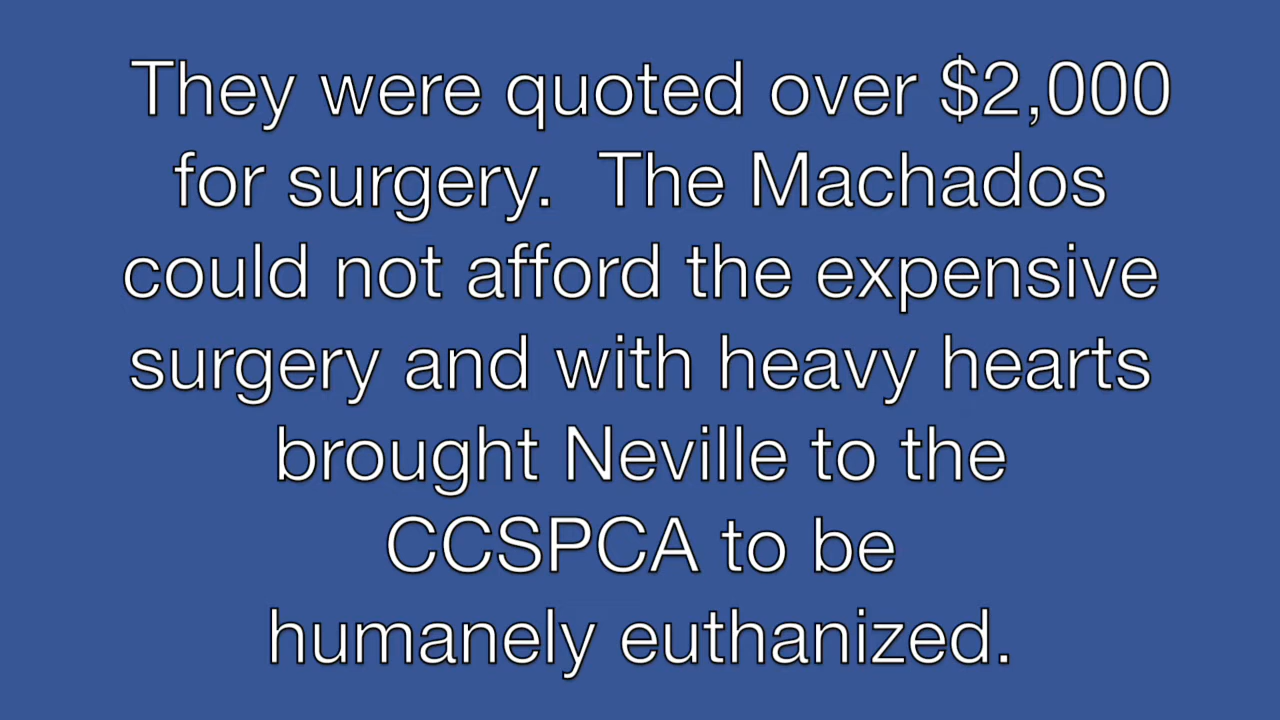 They were quoted over $2,000
for surgery.  The Machados
could not afford the expensive
surgery and with heavy hearts
brought Neville to the
CCSPCA to be
humanely euthanized.